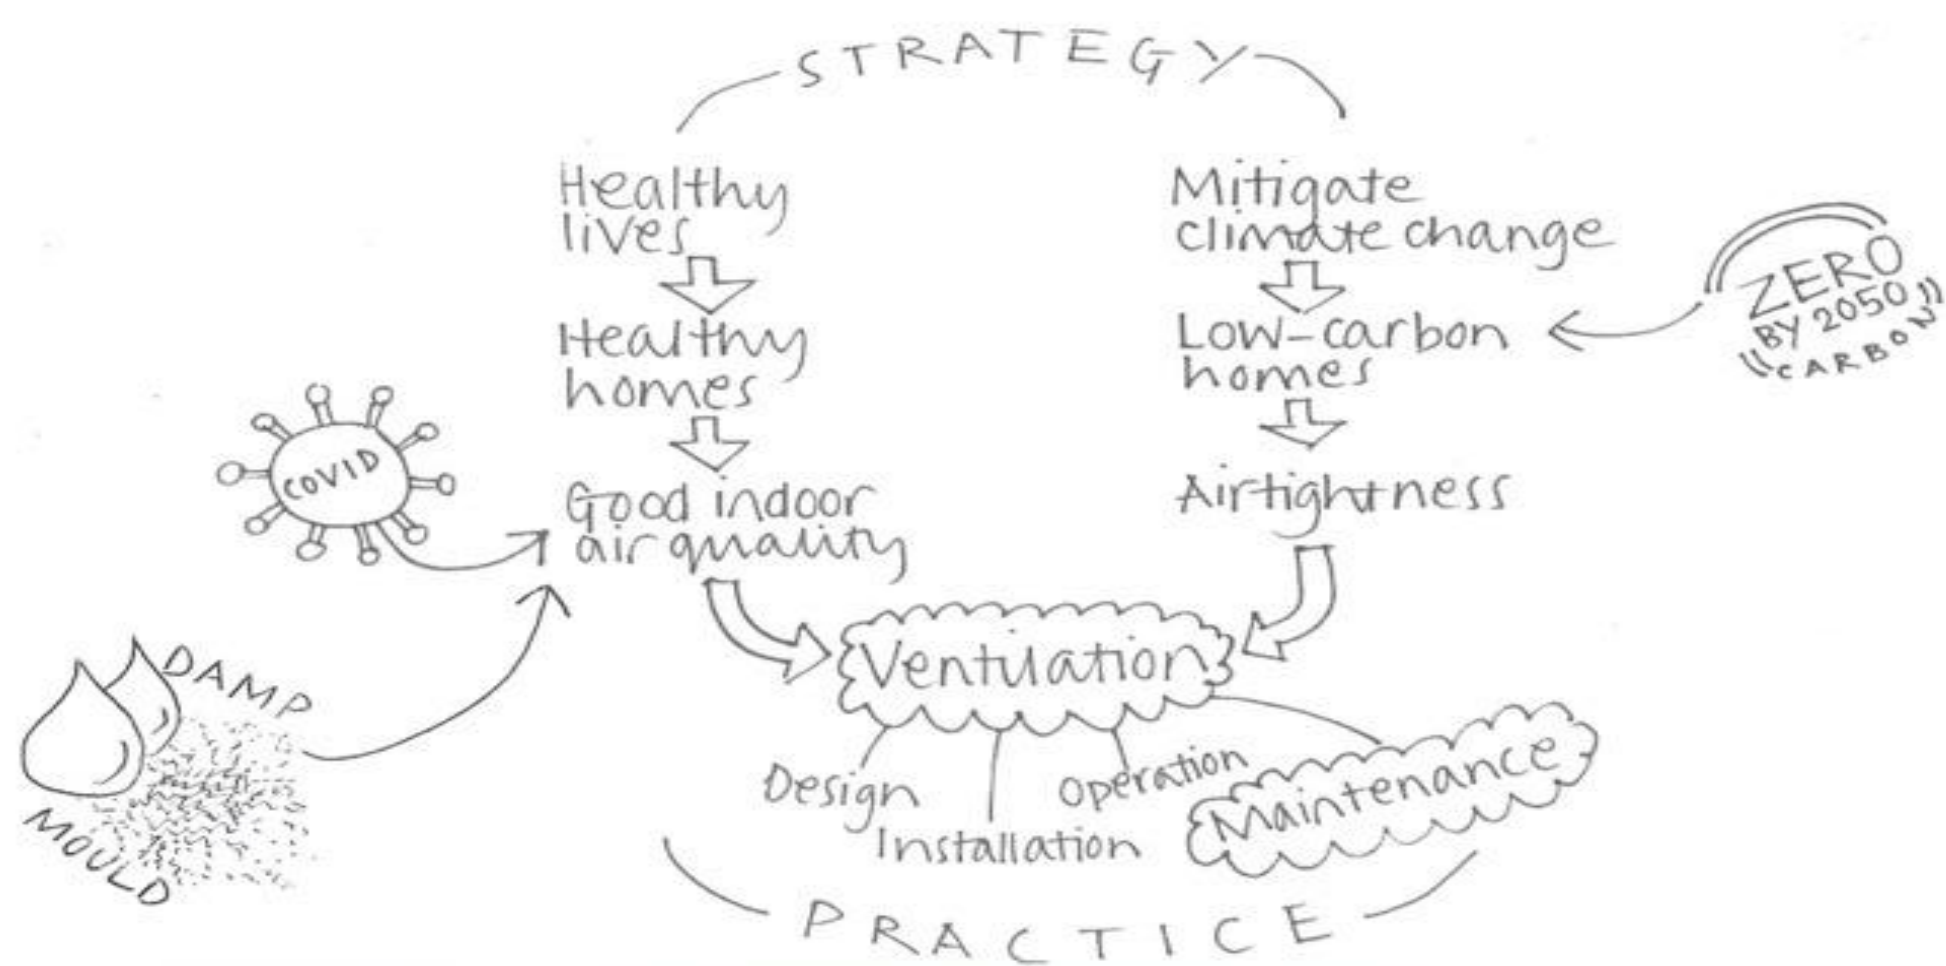 STRATEGY
Healthy
lives
Healthy
homes
Good indoor
air quality
Mitigate
climate change
Low-carbon
homes
Airtightness
ZERO
BY 2050
CARBON
COVID
DAMP
MOULD
Ventilation
Design
Installation
Operation
Maintenance
PRACTICE